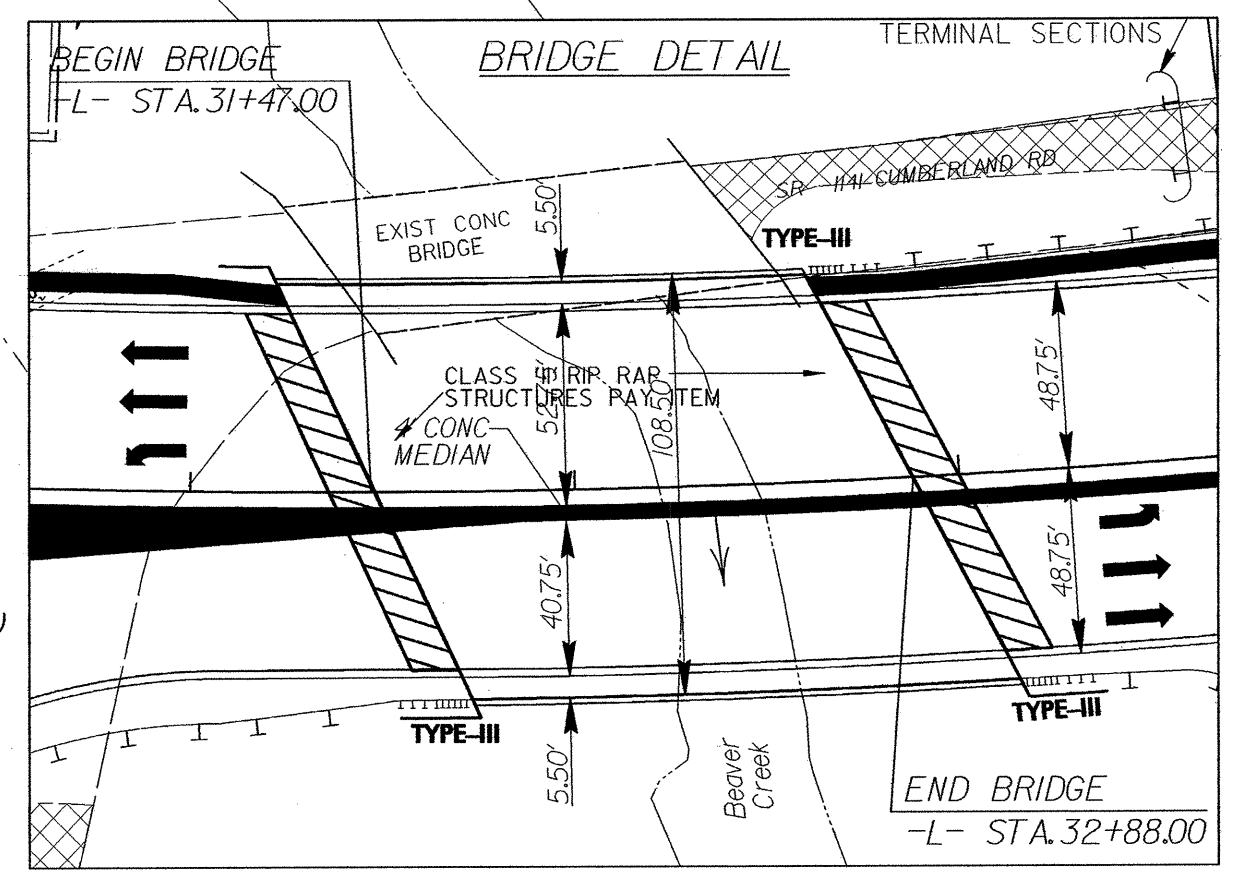 BEGIN BRIDGE
-L- STA.31+47.00
BRIDGE DETAIL
TERMINAL SECTIONS
SR 1141 CUMBERLAND RD
EXIST CONC
BRIDGE
5.50'
TYPE-III
CLASS II RIP RAP
STRUCTURES PAY ITEM
52.75'
108.50'
48.75'
4' CONC
MEDIAN
40.75'
48.75'
TYPE-III
TYPE-III
5.50'
Beaver
Creek
END BRIDGE
-L- STA.32+88.00